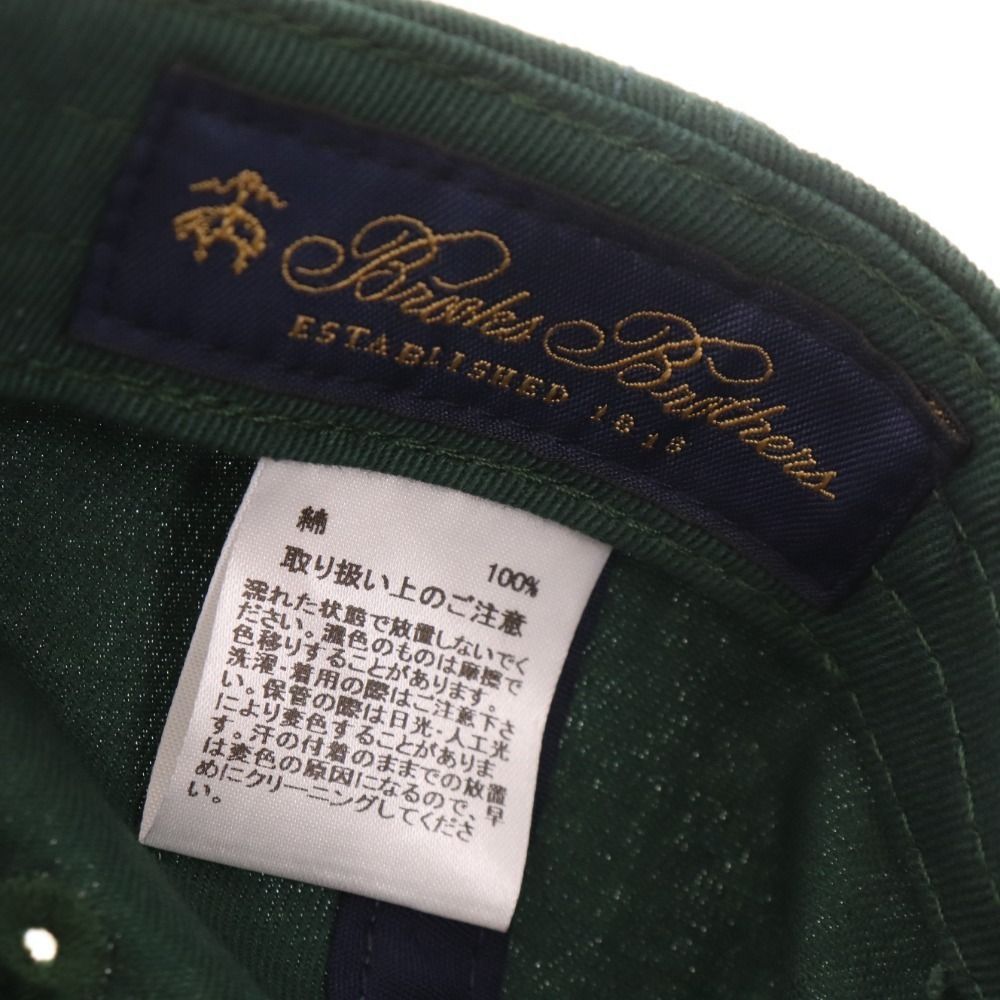 Brooks Brothers
ESTABLISHED 1818
綿 100%
取り扱い上のご注意
濡れた状態で放置しないでく
ださい。濃色のものは摩擦で
色移りすることがあります。
洗濯・着用の際はご注意下さ
い。保管の際は日光・人工光
により変色することがありま
す。汗の付着のままでの放置
は変色の原因になるので、早
めにクリーニングしてくださ
い。